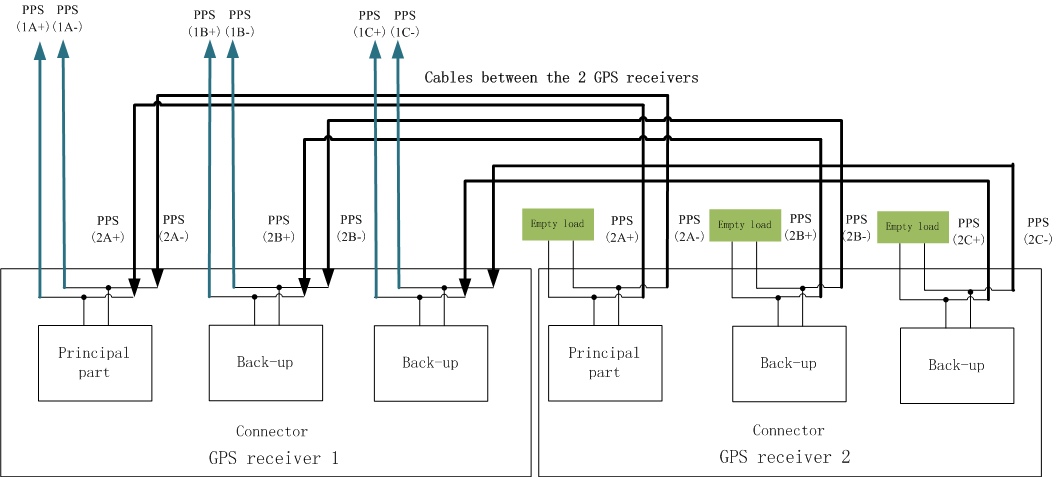 PPS PPS
(1A+) (1A-)
PPS PPS
(1B+) (1B-)
PPS PPS
(1C+) (1C-)
Cables between the 2 GPS receivers
PPS
(2A+)
PPS
(2A-)
PPS
(2B+)
PPS
(2B-)
Empty load
PPS
(2A+)
PPS
(2A-)
Empty load
PPS
(2B+)
PPS
(2B-)
Empty load
PPS
(2C+)
PPS
(2C-)
Principal
part
Back-up
Back-up
Connector
GPS receiver 1
Principal
part
Back-up
Back-up
Connector
GPS receiver 2